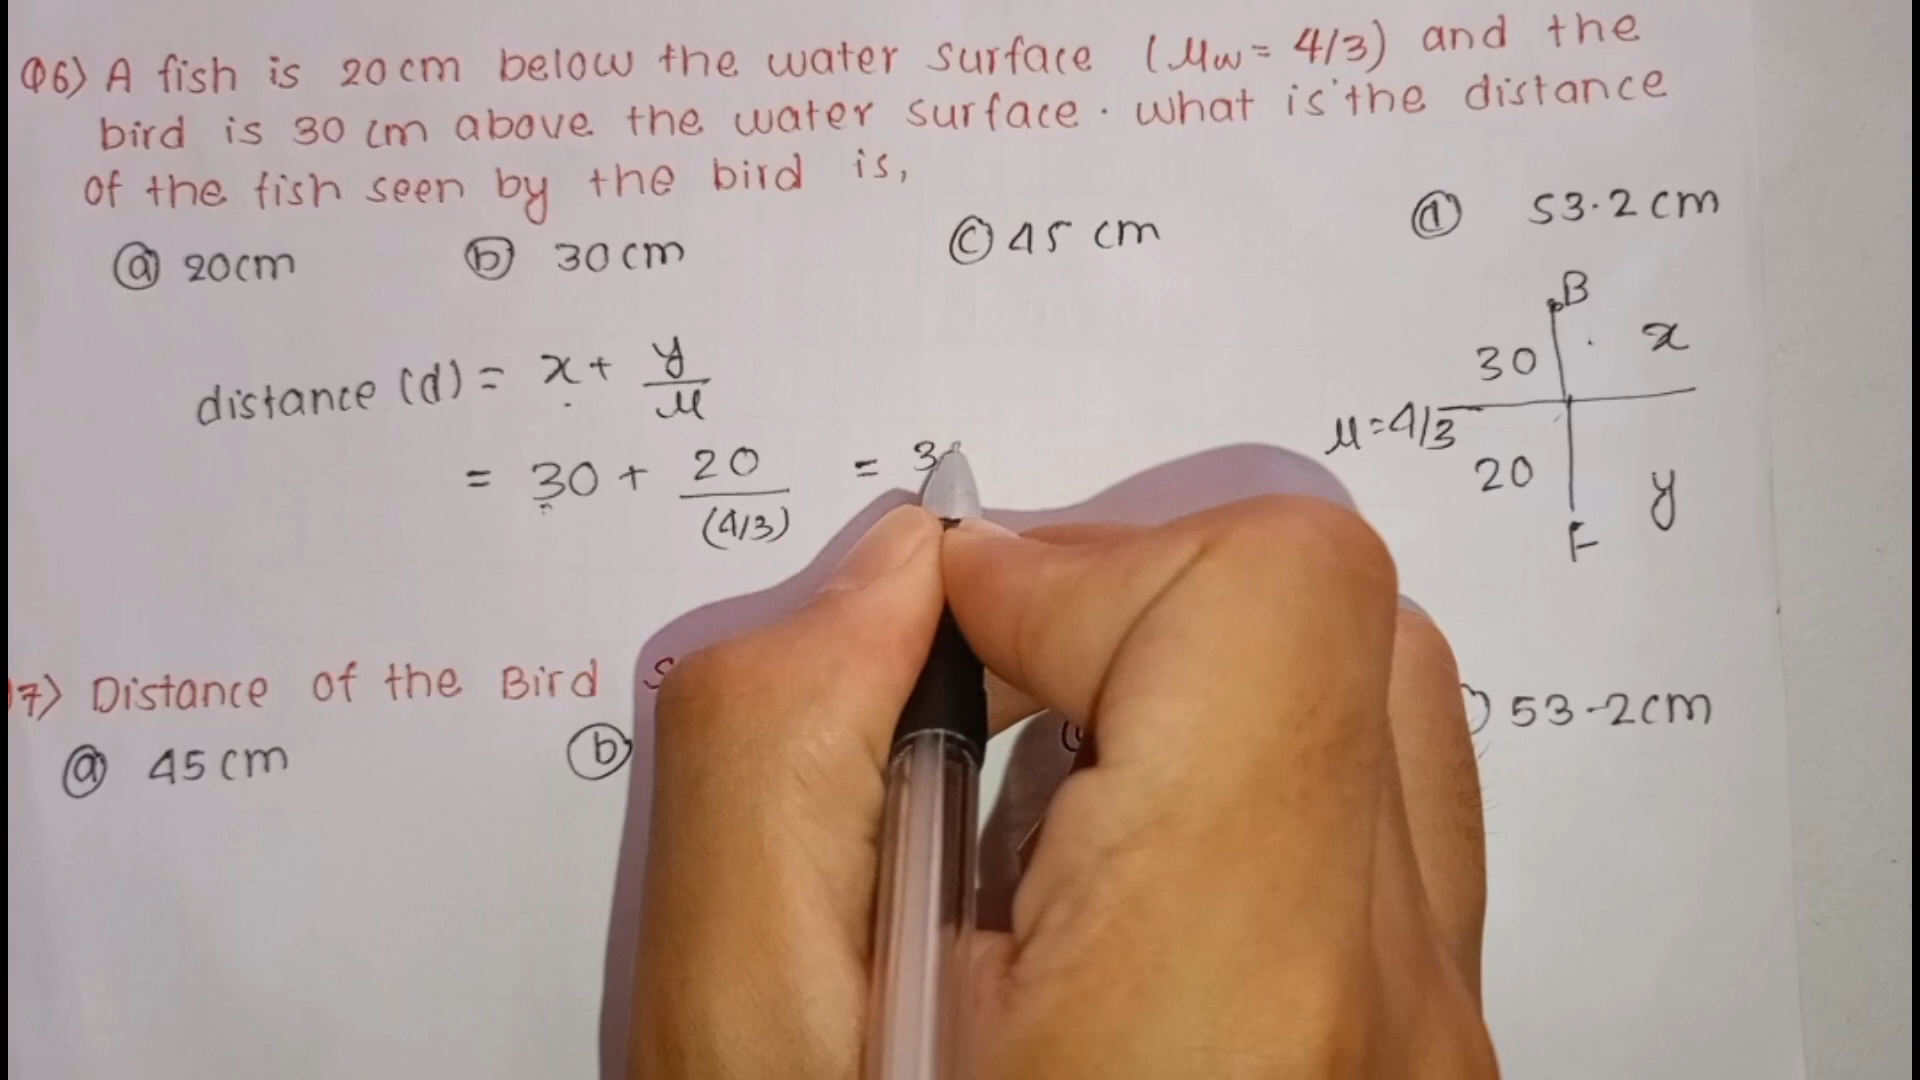 Q6) A fish is 20cm below the water surface (μw = 4/3) and the
bird is 30 cm above the water surface. what is the distance
of the fish seen by the bird is,
(a) 20cm (b) 30cm (c) 45 cm (d) 53.2 cm
distance (d) = x + y/μ
= 30 + 20/(4/3) = 3
B
30 x
μ=4/3
20 y
F
7) Distance of the Bird
(a) 45cm (b) 53.2cm